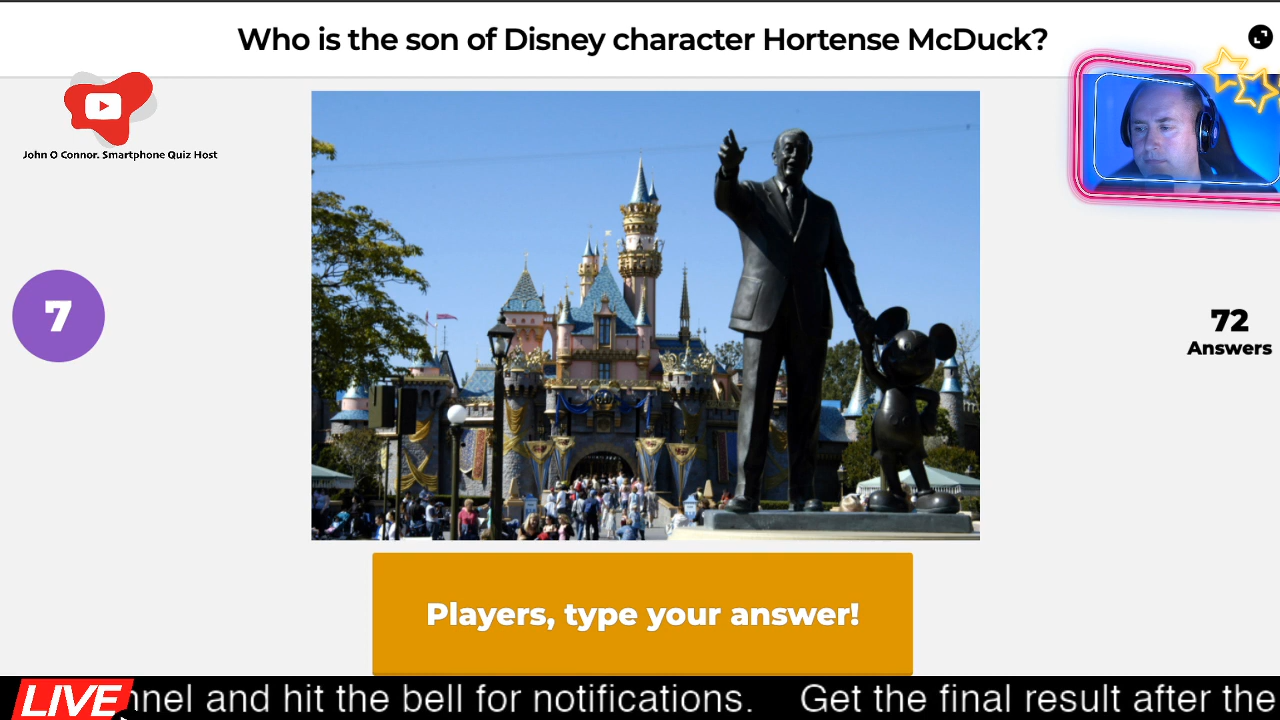 Who is the son of Disney character Hortense McDuck?
John O Connor. Smartphone Quiz Host
7
72
Answers
Players, type your answer!
LIVE
nnel and hit the bell for notifications. Get the final result after the